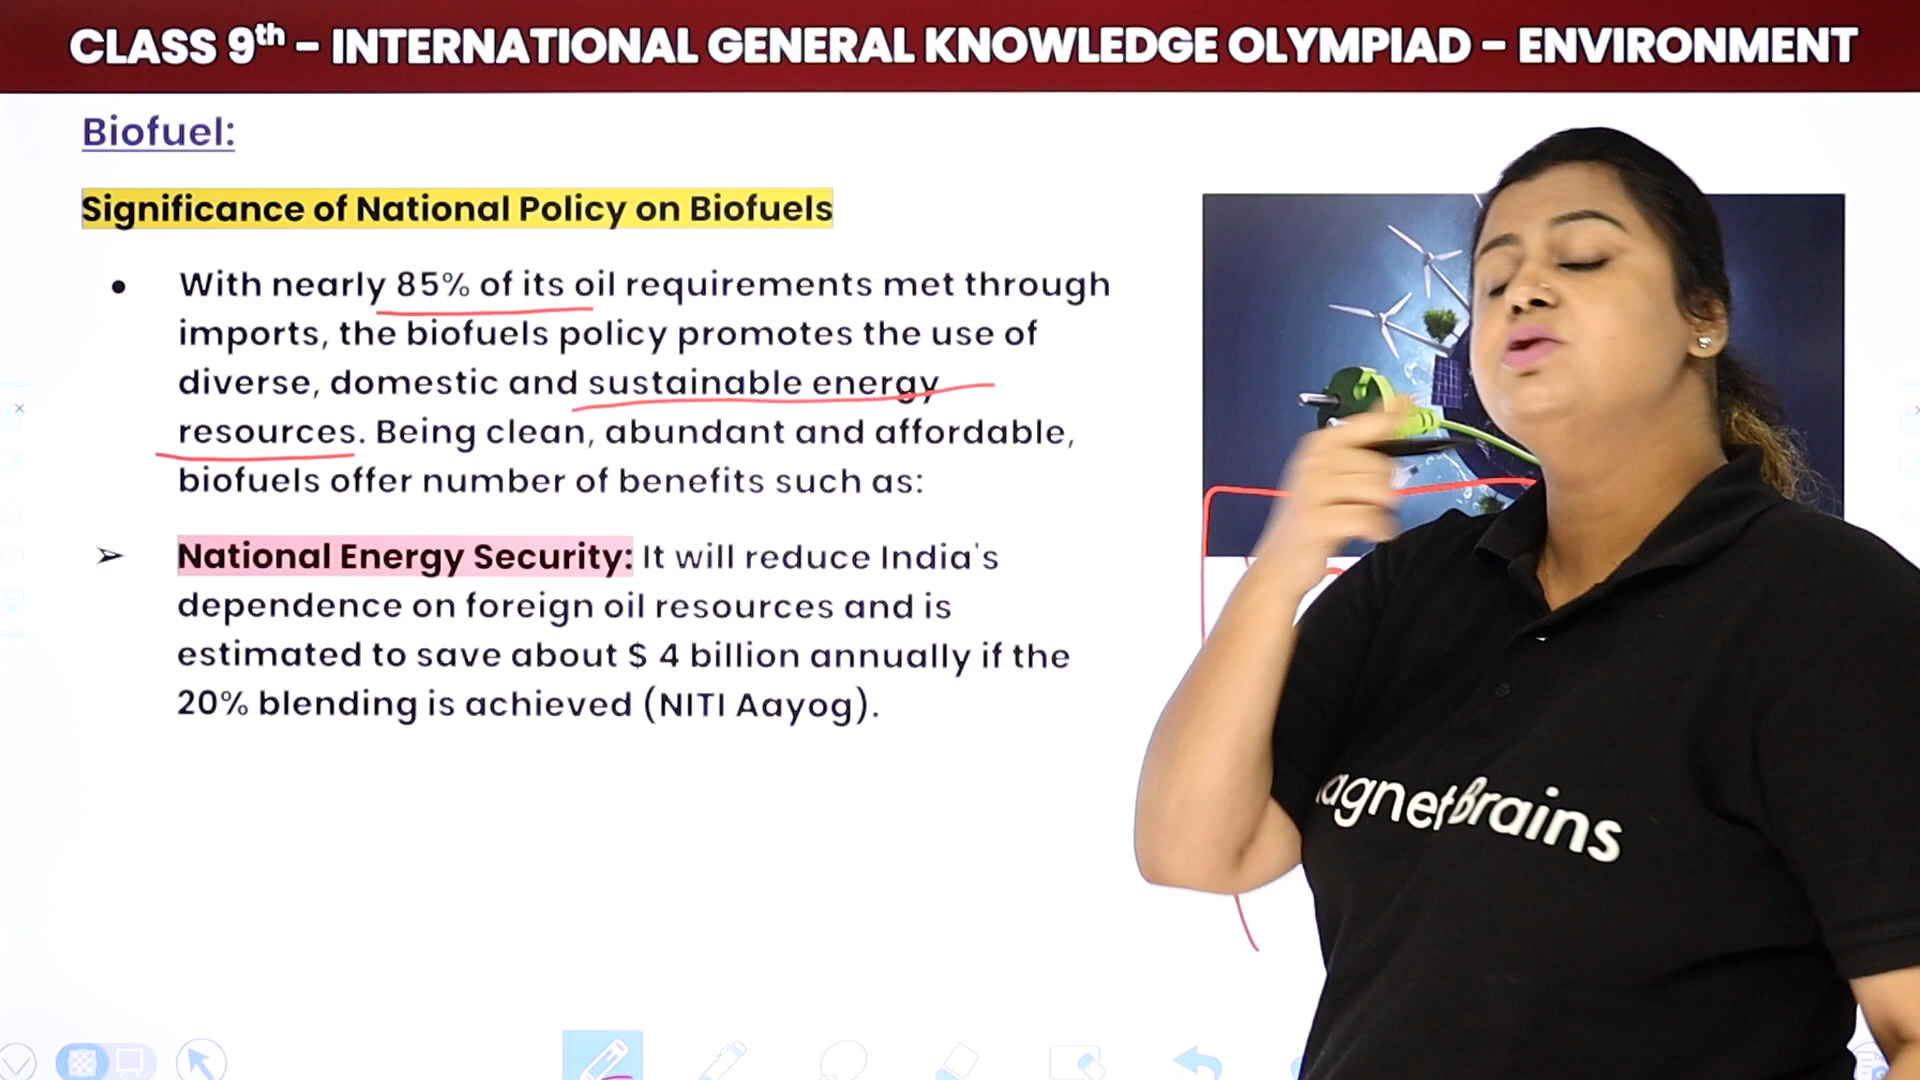 CLASS 9th – INTERNATIONAL GENERAL KNOWLEDGE OLYMPIAD – ENVIRONMENT
Biofuel:
Significance of National Policy on Biofuels
● With nearly 85% of its oil requirements met through
imports, the biofuels policy promotes the use of
diverse, domestic and sustainable energy
resources. Being clean, abundant and affordable,
biofuels offer number of benefits such as:
➢ National Energy Security: It will reduce India's
dependence on foreign oil resources and is
estimated to save about $ 4 billion annually if the
20% blending is achieved (NITI Aayog).
agnetBrains